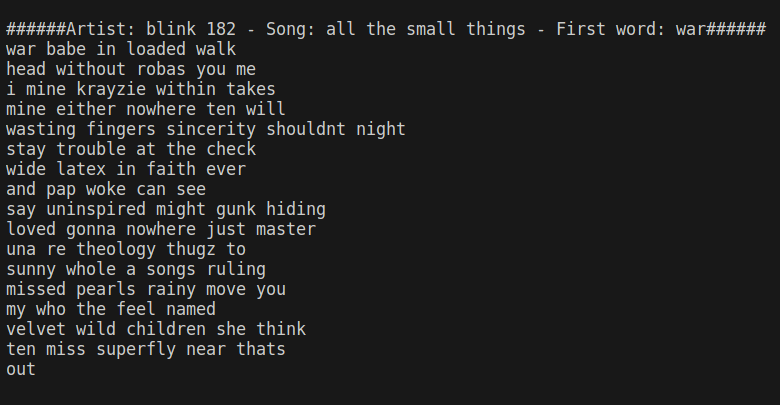 ######Artist: blink 182 - Song: all the small things - First word: war######
war babe in loaded walk
head without robas you me
i mine krayzie within takes
mine either nowhere ten will
wasting fingers sincerity shouldnt night
stay trouble at the check
wide latex in faith ever
and pap woke can see
say uninspired might gunk hiding
loved gonna nowhere just master
una re theology thugz to
sunny whole a songs ruling
missed pearls rainy move you
my who the feel named
velvet wild children she think
ten miss superfly near thats
out